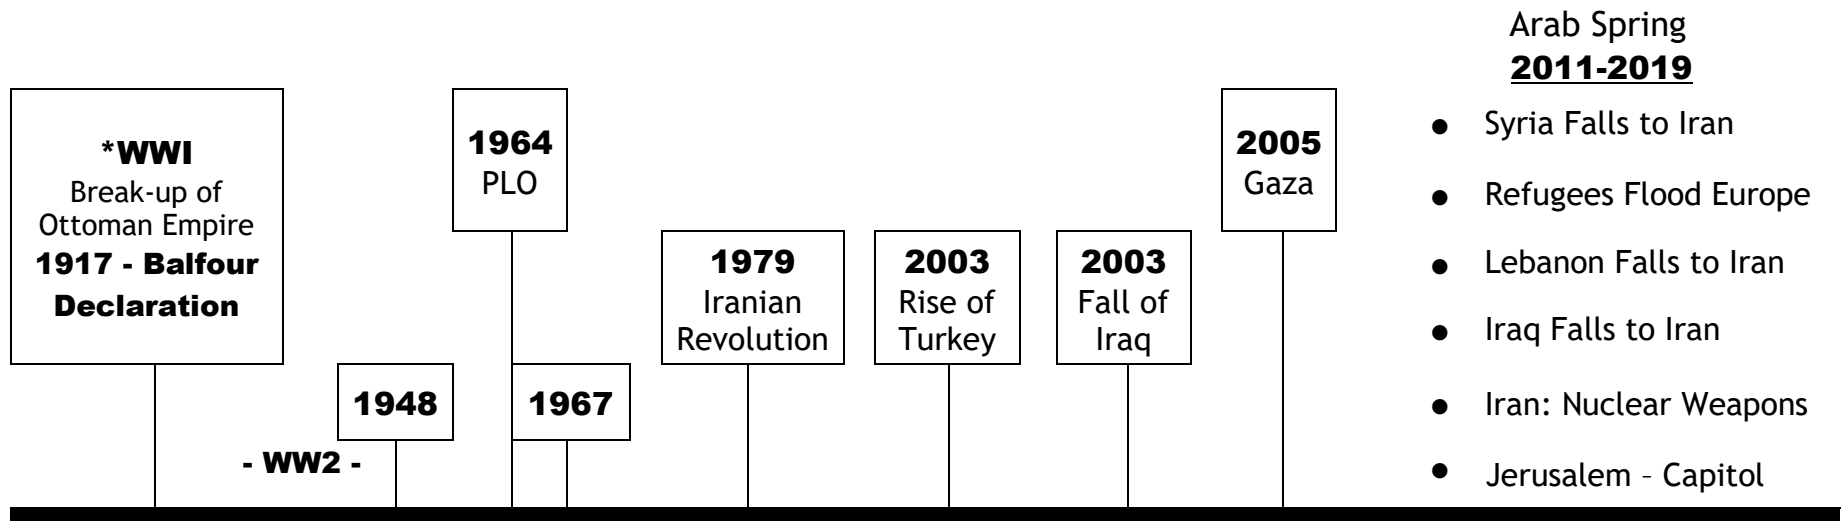 *WWI
Break-up of
Ottoman Empire
1917 - Balfour
Declaration
- WW2 -
1948
1964
PLO
1967
1979
Iranian
Revolution
2003
Rise of
Turkey
2003
Fall of
Iraq
2005
Gaza
Arab Spring
2011-2019
● Syria Falls to Iran
● Refugees Flood Europe
● Lebanon Falls to Iran
● Iraq Falls to Iran
● Iran: Nuclear Weapons
● Jerusalem – Capitol